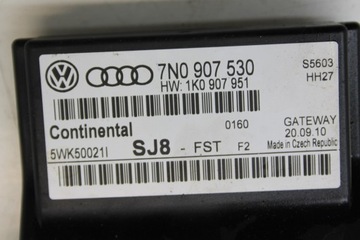 7N0 907 530
HW: 1K0 907 951
S5603
HH27
Continental
0160
GATEWAY
20.09.10
5WK50021I
SJ8 - FST F2
Made in Czech Republic